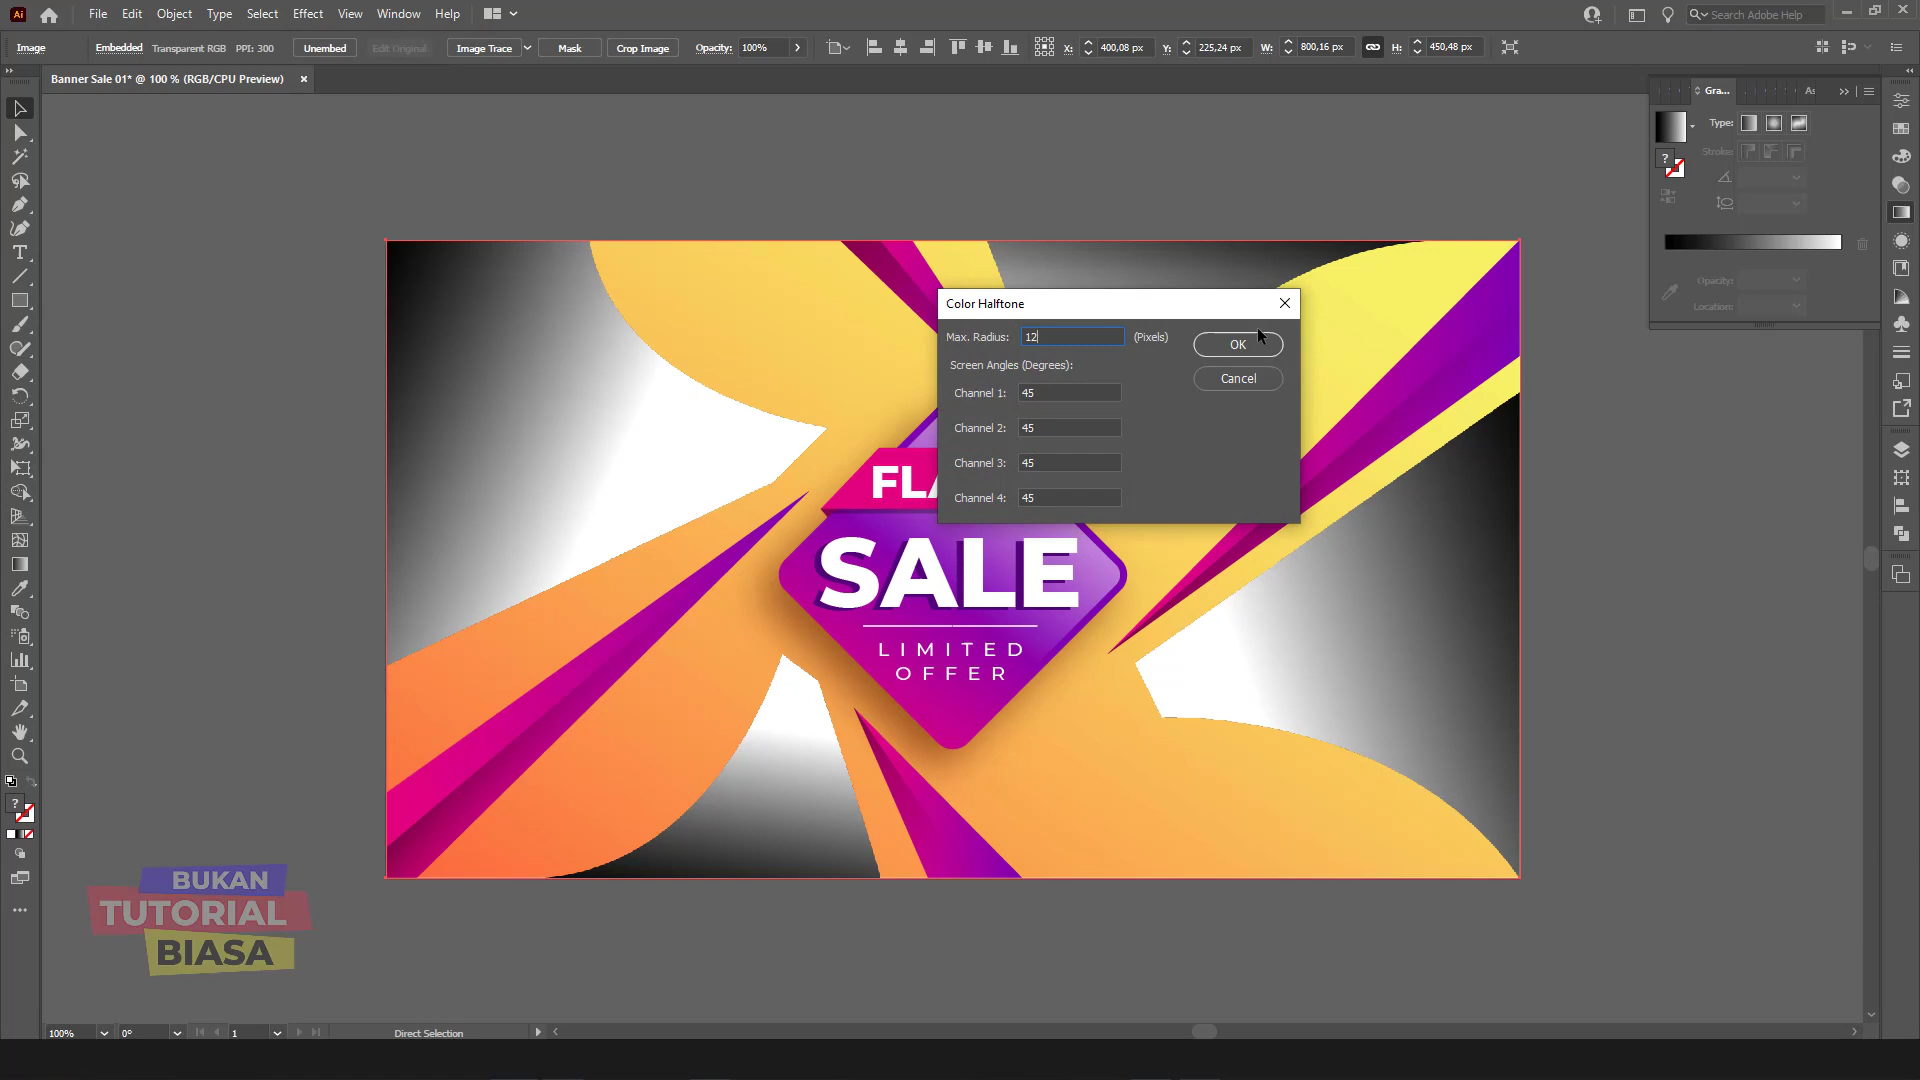 Ai File Edit Object Type Select Effect View Window Help Search Adobe Help
Image Embedded Transparent RGB PPI: 300 Unembed Edit Original Image Trace Mask Crop Image Opacity: 100% X: 400,08 px Y: 225,24 px W: 800,16 px H: 450,48 px
Banner Sale 01* @ 100 % (RGB/CPU Preview)
Gra... As
Type:
Stroke:
Opacity:
Location:
Color Halftone
Max. Radius: 12 (Pixels) OK
Screen Angles (Degrees): Cancel
Channel 1: 45
Channel 2: 45
Channel 3: 45
Channel 4: 45
FLA
SALE
LIMITED
OFFER
BUKAN
TUTORIAL
BIASA
100% 0° 1 Direct Selection